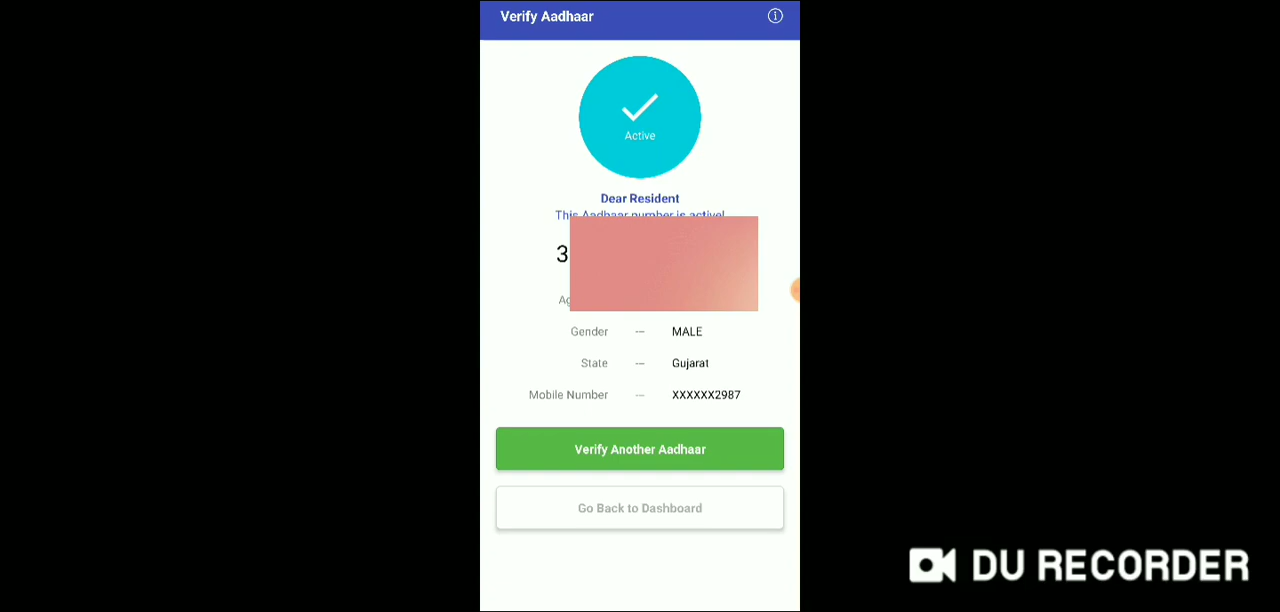 Verify Aadhaar
Active
Dear Resident
This Aadhaar number is active!
3
Gender --- MALE
State --- Gujarat
Mobile Number --- XXXXXX2987
Verify Another Aadhaar
Go Back to Dashboard
DU RECORDER